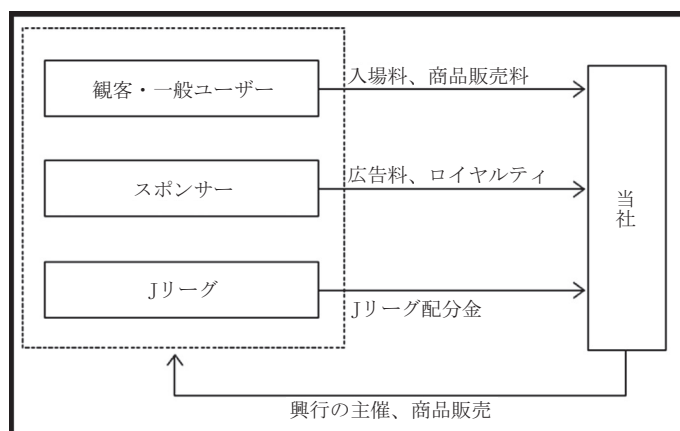 観客・一般ユーザー
入場料、商品販売料
スポンサー
広告料、ロイヤルティ
Jリーグ
Jリーグ配分金
当社
興行の主催、商品販売